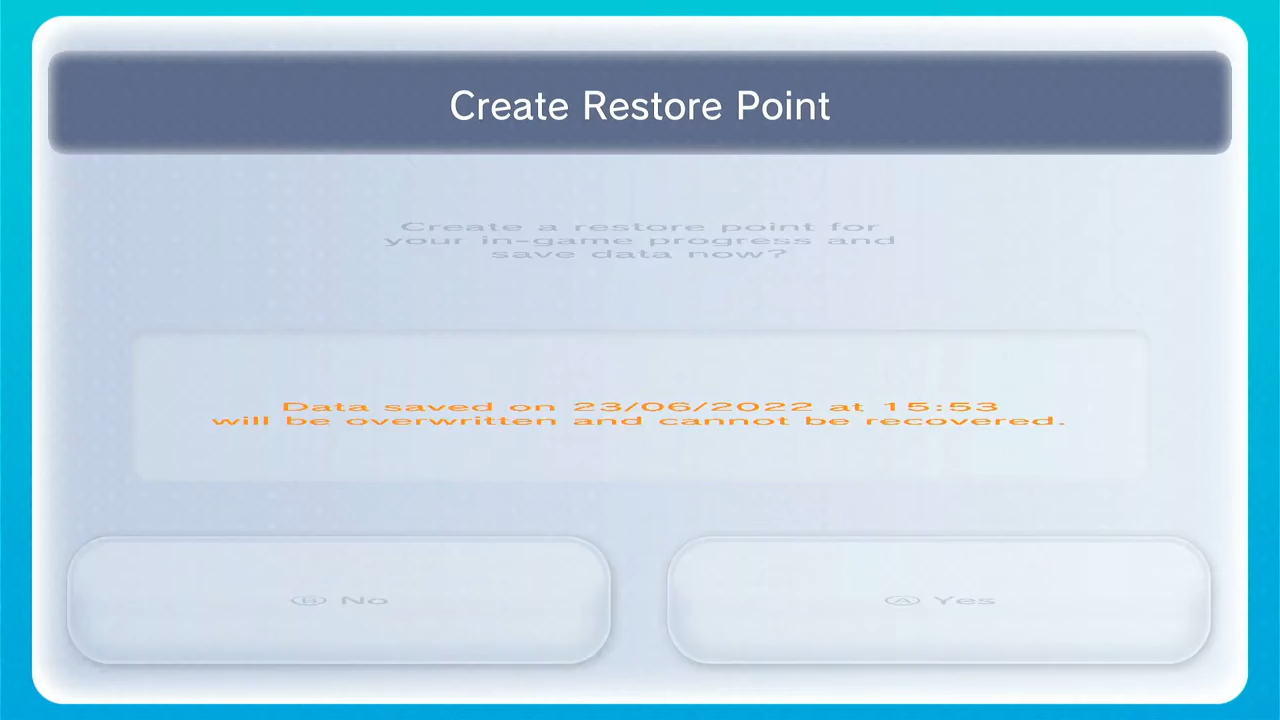 Create Restore Point
Create a restore point for
your in-game progress and
save data now?
Data saved on 23/06/2022 at 15:53
will be overwritten and cannot be recovered.
Ⓑ No
Ⓐ Yes